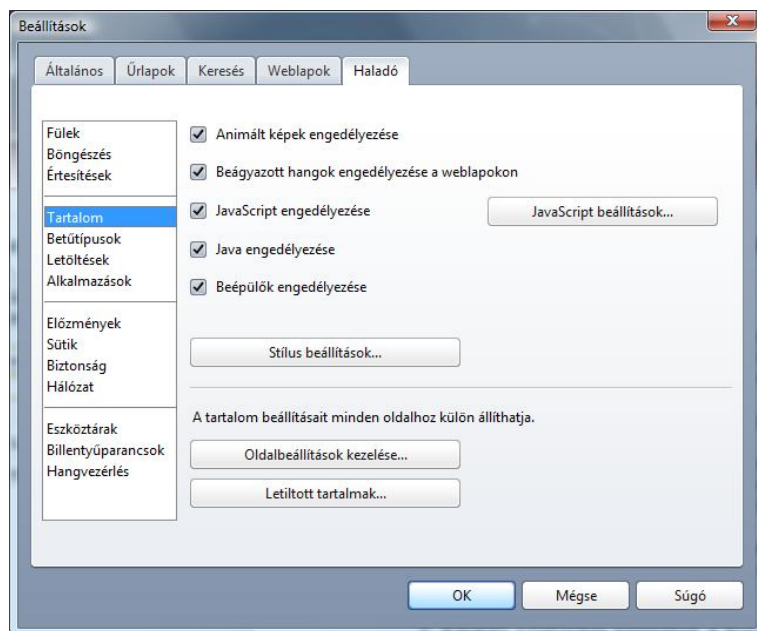 Beállítások
Általános
Űrlapok
Keresés
Weblapok
Haladó
Fülek
Böngészés
Értesítések
Tartalom
Betűtípusok
Letöltések
Alkalmazások
Előzmények
Sütik
Biztonság
Hálózat
Eszköztárak
Billentyűparancsok
Hangvezérlés
Animált képek engedélyezése
Beágyazott hangok engedélyezése a weblapokon
JavaScript engedélyezése
JavaScript beállítások...
Java engedélyezése
Beépülők engedélyezése
Stílus beállítások...
A tartalom beállításait minden oldalhoz külön állíthatja.
Oldalbeállítások kezelése...
Letiltott tartalmak...
OK
Mégse
Súgó